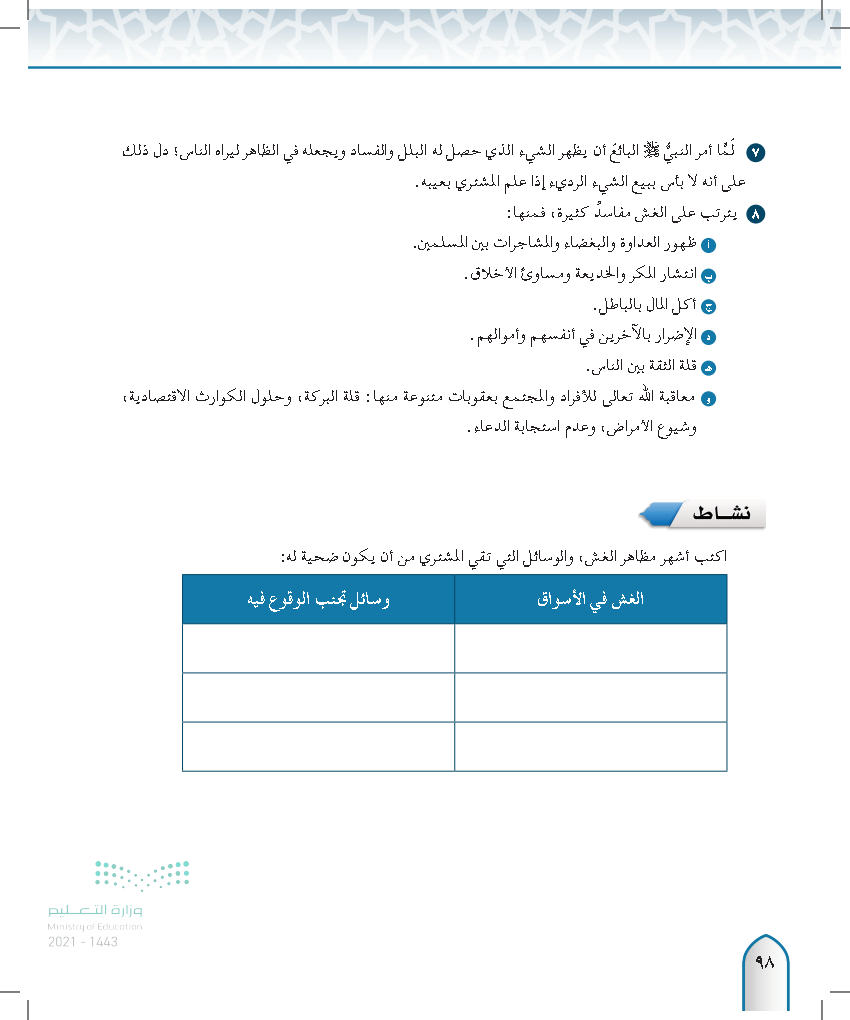 ٧ لَمَّا أمر النبيُّ ﷺ البائعَ أن يظهر الشيء الذي حصل له البلل والفساد ويجعله في الظاهر ليراه الناس؛ دل ذلك
على أنه لا بأس ببيع الشيء الرديء إذا علم المشتري بعيبه.
٨ يترتب على الغش مفاسدُ كثيرة، فمنها:
أ ظهور العداوة والبغضاء والمشاجرات بين المسلمين.
ب انتشار المكر والخديعة ومساوئ الأخلاق.
ج أكل المال بالباطل.
د الإضرار بالآخرين في أنفسهم وأموالهم.
هـ قلة الثقة بين الناس.
و معاقبة الله تعالى للأفراد والمجتمع بعقوبات متنوعة منها: قلة البركة، وحلول الكوارث الاقتصادية،
وشيوع الأمراض، وعدم استجابة الدعاء.
نشــاط
اكتب أشهر مظاهر الغش، والوسائل التي تقي المشتري من أن يكون ضحية له:
الغش في الأسواق وسائل تجنب الوقوع فيه
وزارة التعـــليم
Ministry of Education
2021 - 1443
٩٨